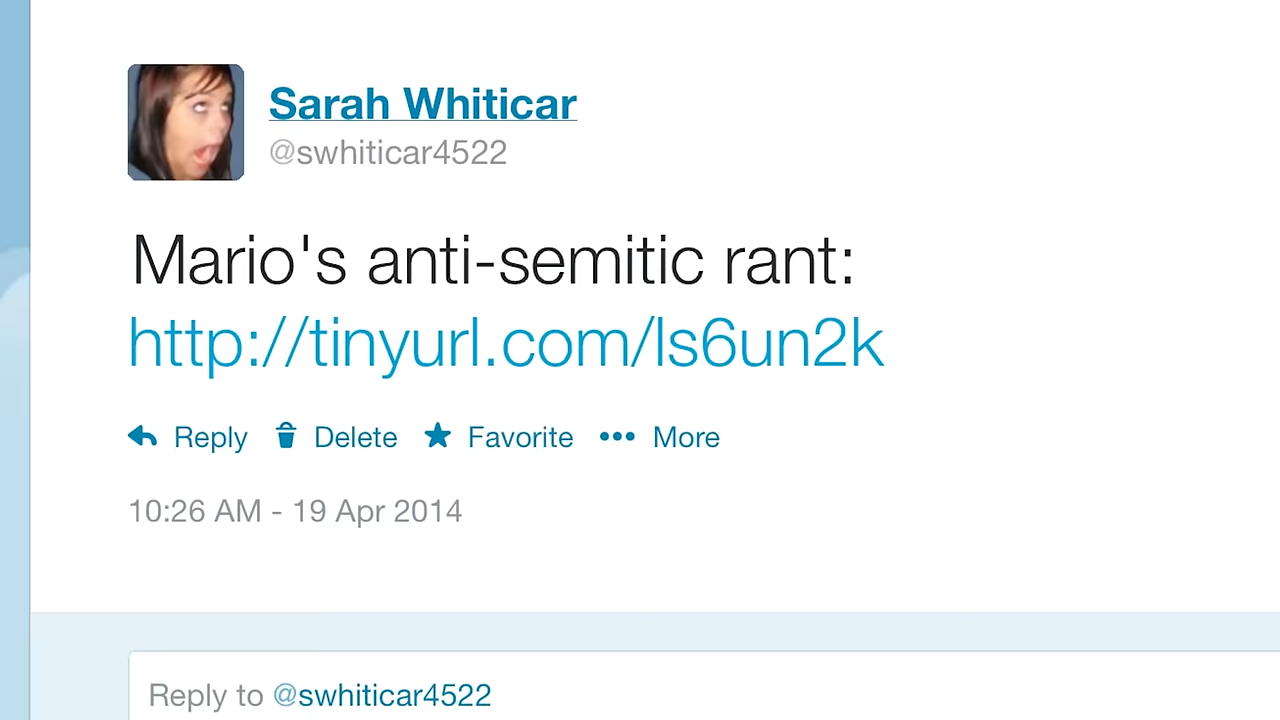 Sarah Whiticar
@swhiticar4522
Mario's anti-semitic rant:
http://tinyurl.com/ls6un2k
Reply Delete Favorite More
10:26 AM - 19 Apr 2014
Reply to @swhiticar4522